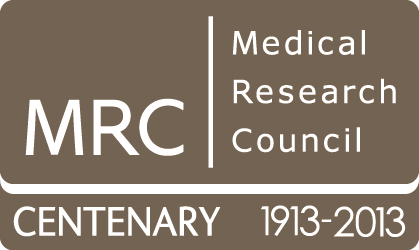 MRC
Medical
Research
Council
CENTENARY 1913-2013